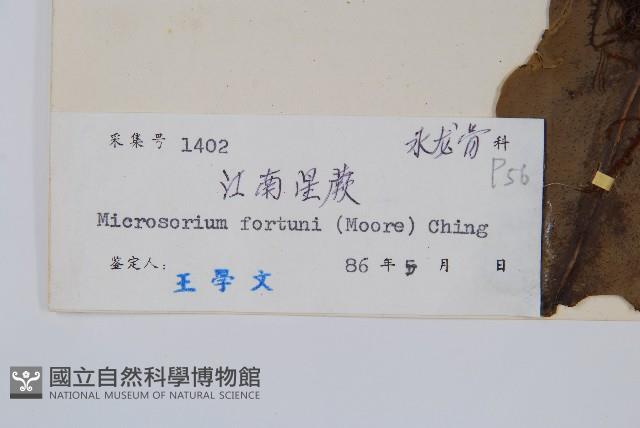 采集号 1402 水龙骨 科
P56
江南星蕨
Microsorium fortuni (Moore) Ching
鉴定人: 王學文 86 年 5 月 日
國立自然科學博物館
NATIONAL MUSEUM OF NATURAL SCIENCE